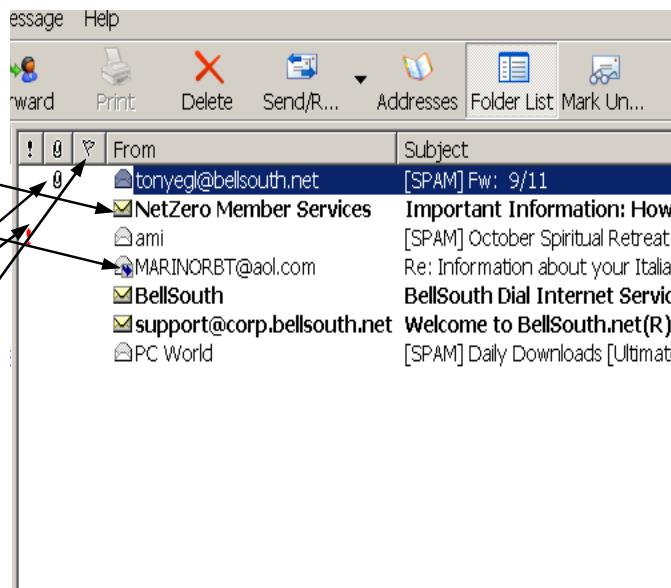 essage Help
ward Print Delete Send/R... Addresses Folder List Mark Un...
! From Subject
tonyegl@bellsouth.net [SPAM] Fw: 9/11
NetZero Member Services Important Information: How
! ami [SPAM] October Spiritual Retreat
MARINORBT@aol.com Re: Information about your Italia
BellSouth BellSouth Dial Internet Servic
support@corp.bellsouth.net Welcome to BellSouth.net(R)
PC World [SPAM] Daily Downloads [Ultimat